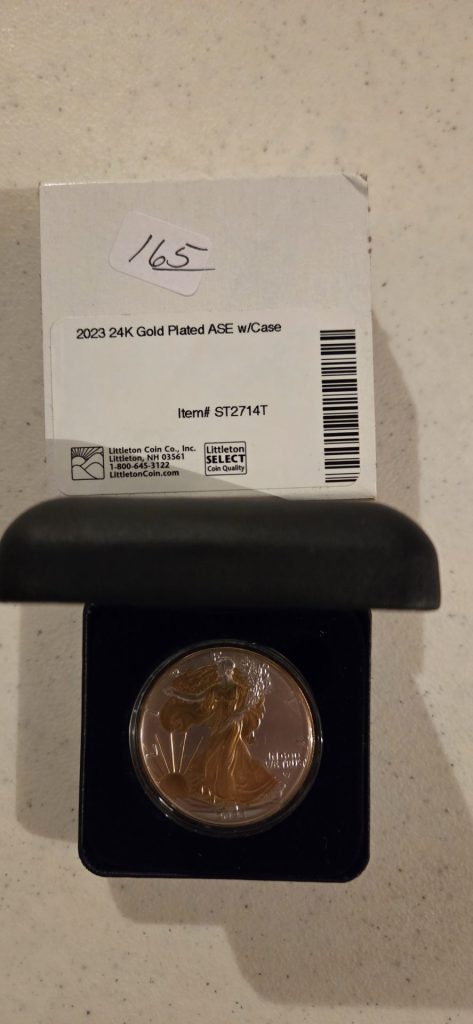 165
2023 24K Gold Plated ASE w/Case
Item# ST2714T
Littleton Coin Co., Inc.
Littleton, NH 03561
1-800-645-3122
LittletonCoin.com
Littleton
SELECT
Coin Quality
IN GOD
WE TRUST